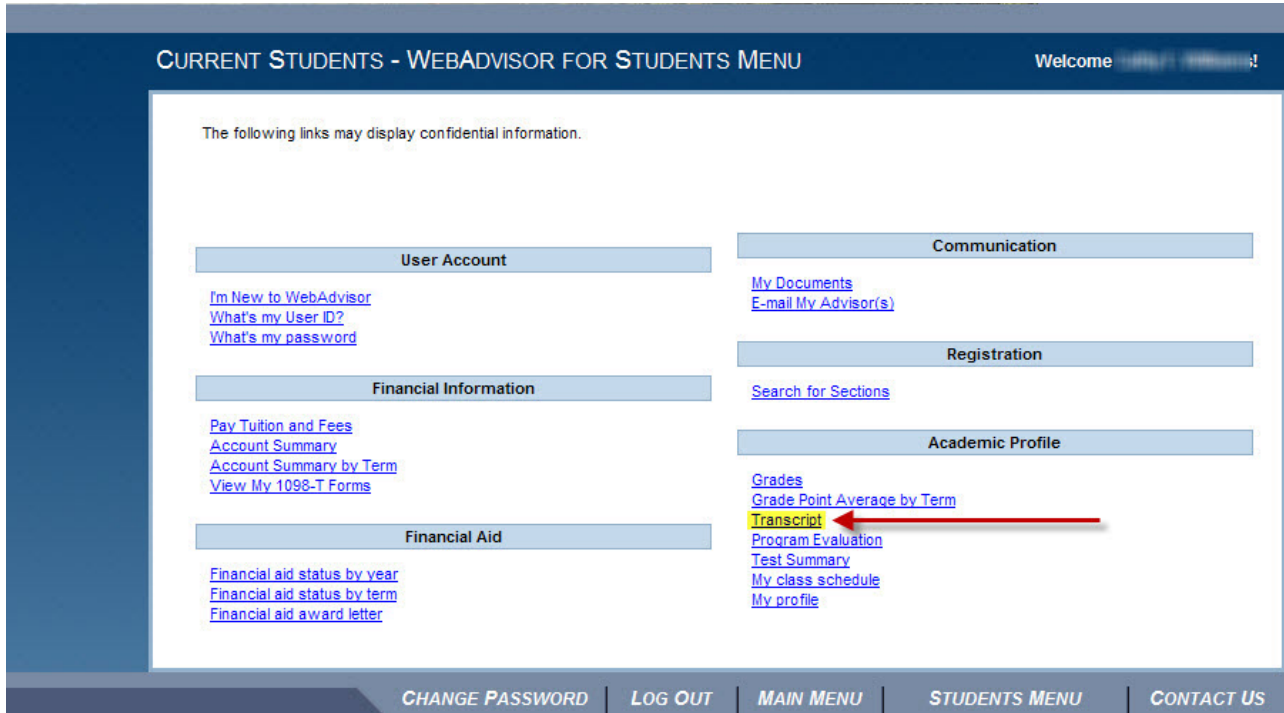 CURRENT STUDENTS - WEBADVISOR FOR STUDENTS MENU
Welcome !
The following links may display confidential information.
User Account
I'm New to WebAdvisor
What's my User ID?
What's my password
Financial Information
Pay Tuition and Fees
Account Summary
Account Summary by Term
View My 1098-T Forms
Financial Aid
Financial aid status by year
Financial aid status by term
Financial aid award letter
Communication
My Documents
E-mail My Advisor(s)
Registration
Search for Sections
Academic Profile
Grades
Grade Point Average by Term
Transcript
Program Evaluation
Test Summary
My class schedule
My profile
CHANGE PASSWORD
LOG OUT
MAIN MENU
STUDENTS MENU
CONTACT US